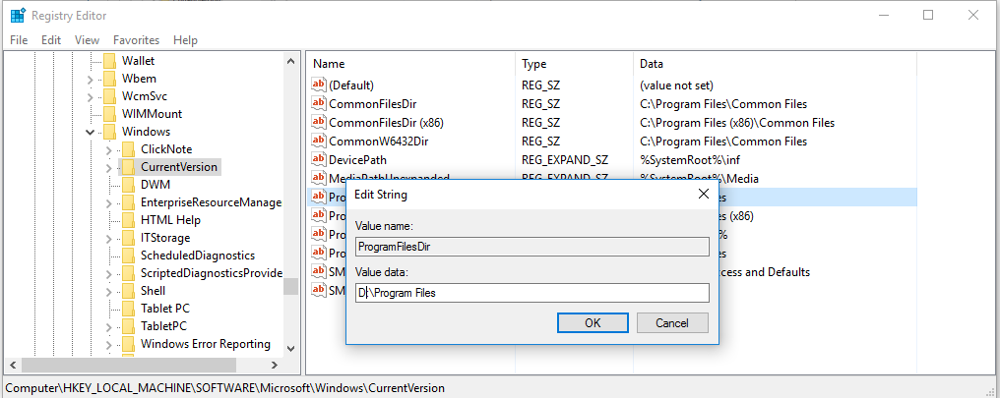 Registry Editor
File Edit View Favorites Help
Wallet
Wbem
WcmSvc
WIMMount
Windows
ClickNote
CurrentVersion
DWM
EnterpriseResourceManage
HTML Help
ITStorage
ScheduledDiagnostics
ScriptedDiagnosticsProvide
Shell
Tablet PC
TabletPC
Windows Error Reporting
Name Type Data
(Default) REG_SZ (value not set)
CommonFilesDir REG_SZ C:\Program Files\Common Files
CommonFilesDir (x86) REG_SZ C:\Program Files (x86)\Common Files
CommonW6432Dir REG_SZ C:\Program Files\Common Files
DevicePath REG_EXPAND_SZ %SystemRoot%\inf
MediaPathUnexpanded REG_EXPAND_SZ %SystemRoot%\Media
Pro es
Pro es (x86)
Pro %
Pro es
SM ccess and Defaults
SM
Edit String
Value name:
ProgramFilesDir
Value data:
D:\Program Files
OK Cancel
Computer\HKEY_LOCAL_MACHINE\SOFTWARE\Microsoft\Windows\CurrentVersion